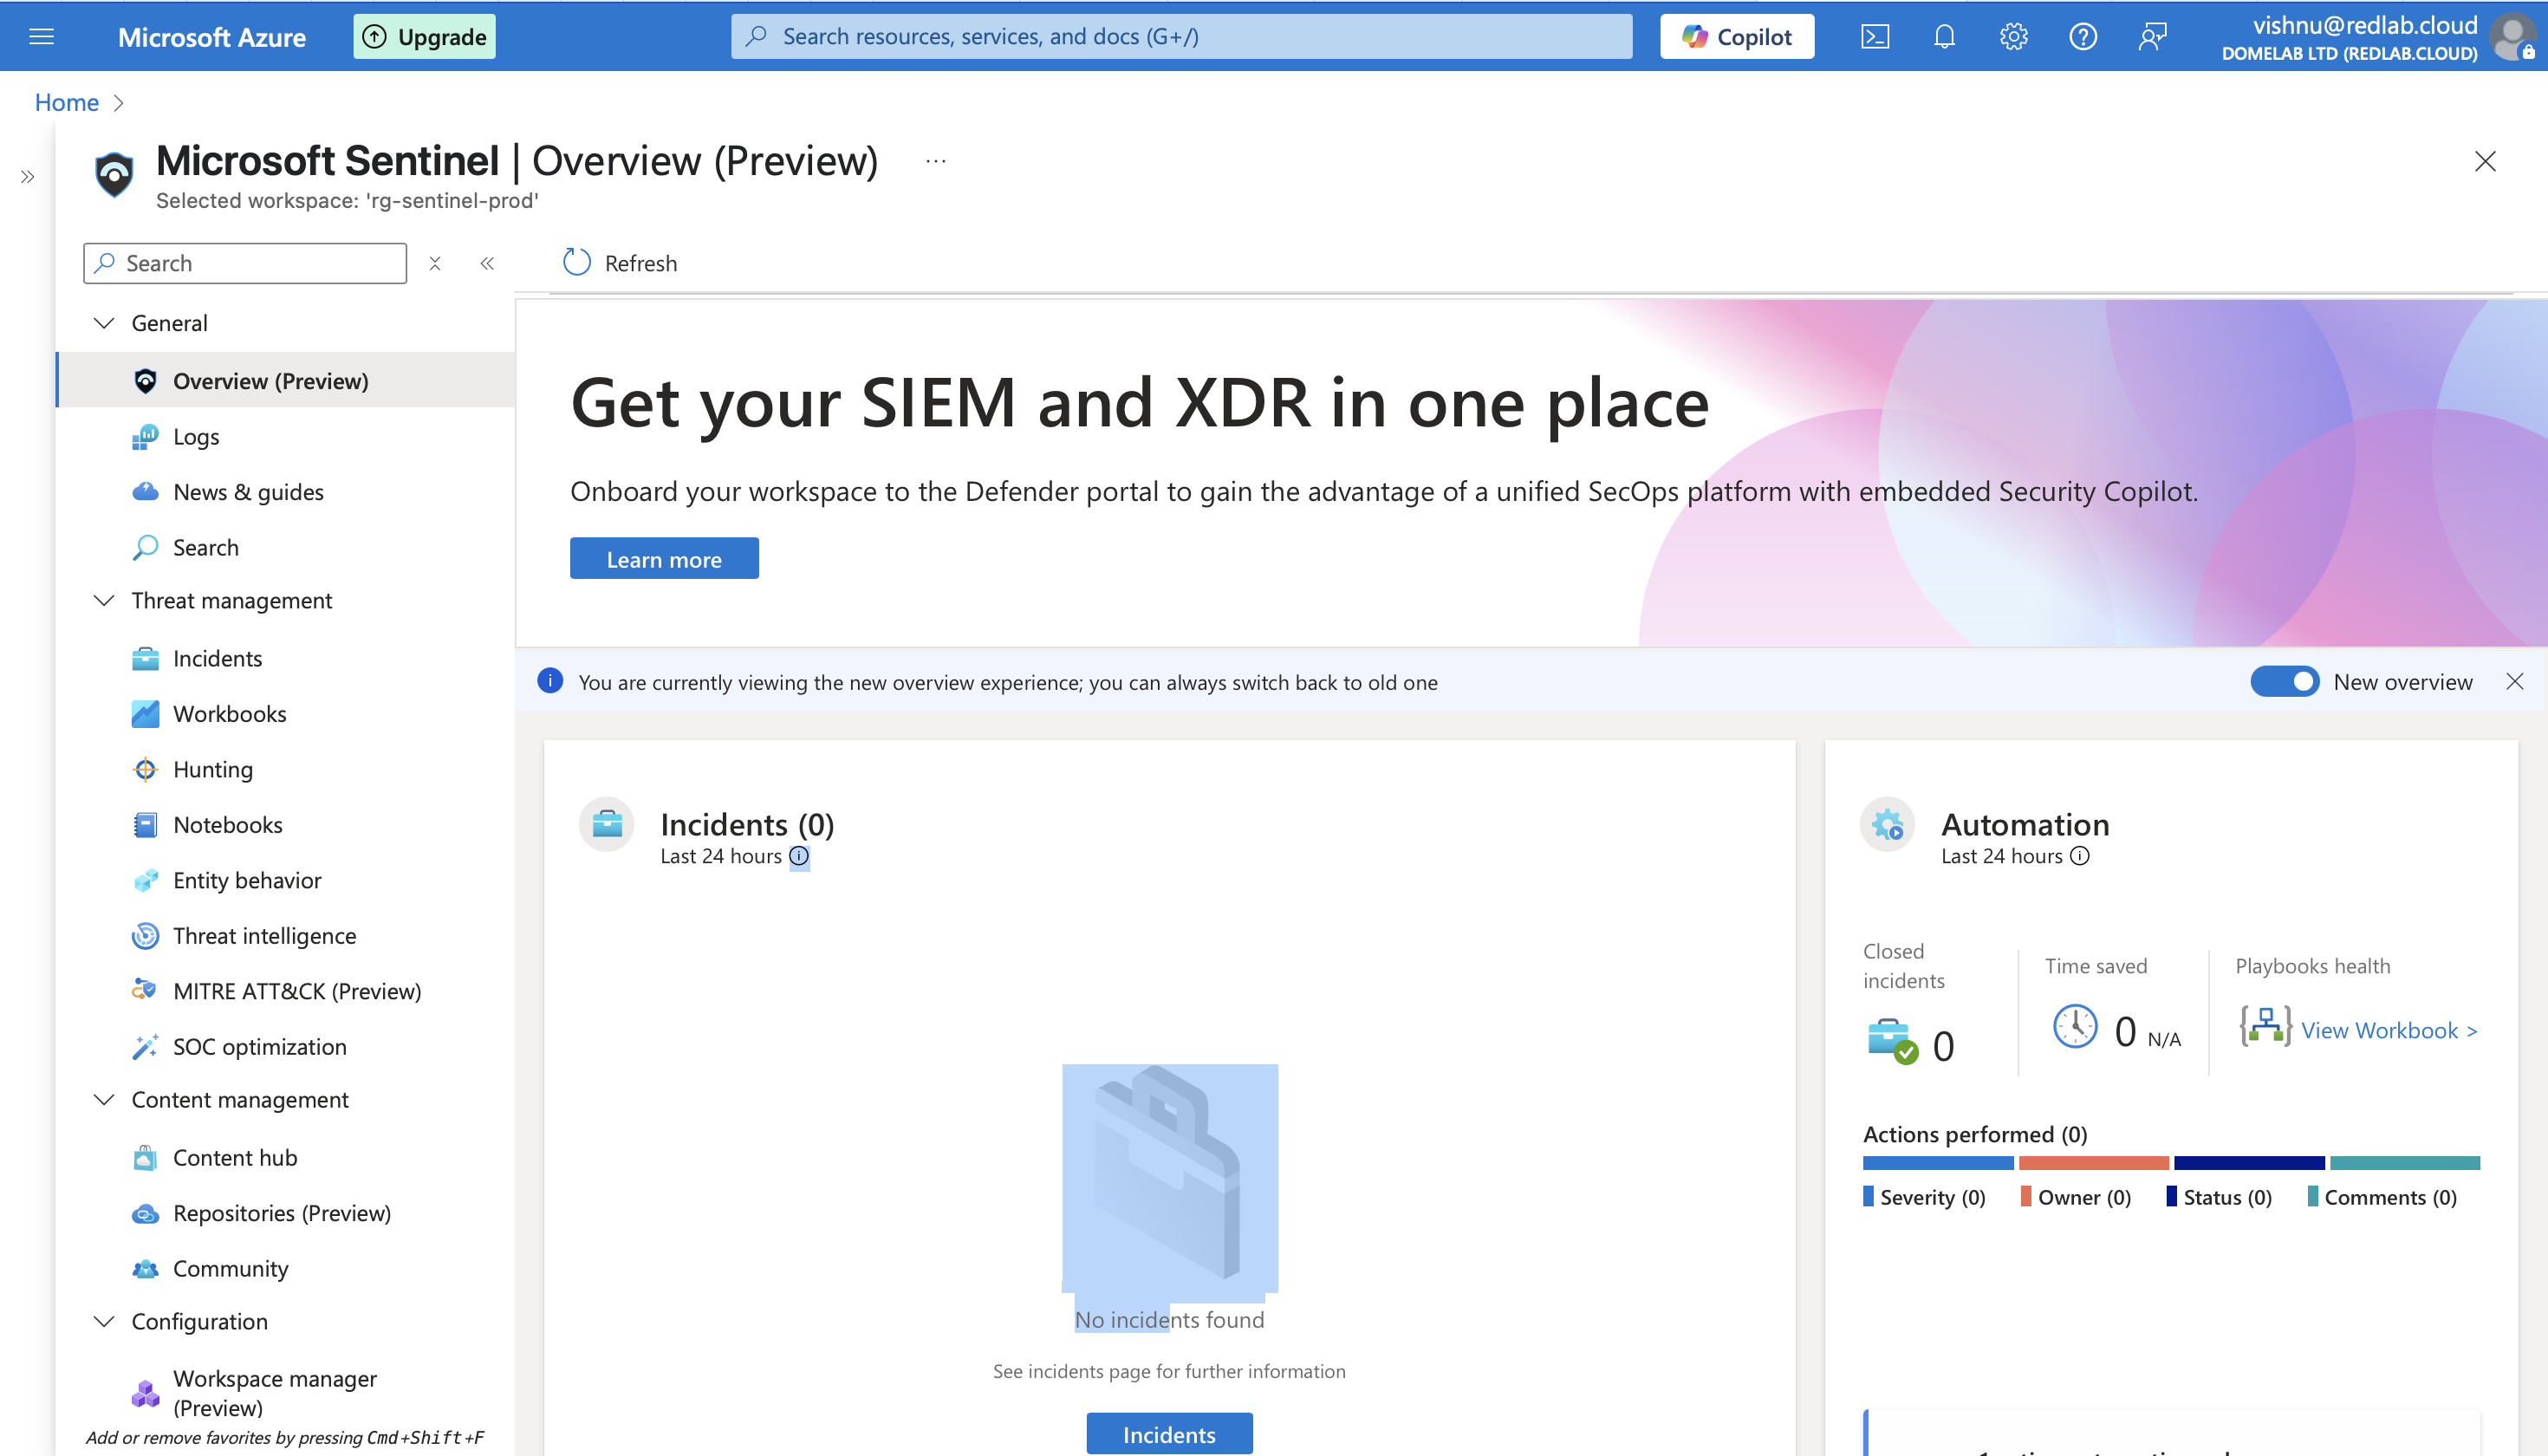 Microsoft Azure
Upgrade
Search resources, services, and docs (G+/)
Copilot
vishnu@redlab.cloud
DOMELAB LTD (REDLAB.CLOUD)
Home
Microsoft Sentinel | Overview (Preview)
Selected workspace: 'rg-sentinel-prod'
Search
Refresh
General
Overview (Preview)
Logs
News & guides
Search
Threat management
Incidents
Workbooks
Hunting
Notebooks
Entity behavior
Threat intelligence
MITRE ATT&CK (Preview)
SOC optimization
Content management
Content hub
Repositories (Preview)
Community
Configuration
Workspace manager
(Preview)
Add or remove favorites by pressing Cmd+Shift+F
Get your SIEM and XDR in one place
Onboard your workspace to the Defender portal to gain the advantage of a unified SecOps platform with embedded Security Copilot.
Learn more
You are currently viewing the new overview experience; you can always switch back to old one
New overview
Incidents (0)
Last 24 hours
No incidents found
See incidents page for further information
Incidents
Automation
Last 24 hours
Closed
incidents
0
Time saved
0 N/A
Playbooks health
View Workbook >
Actions performed (0)
Severity (0)
Owner (0)
Status (0)
Comments (0)